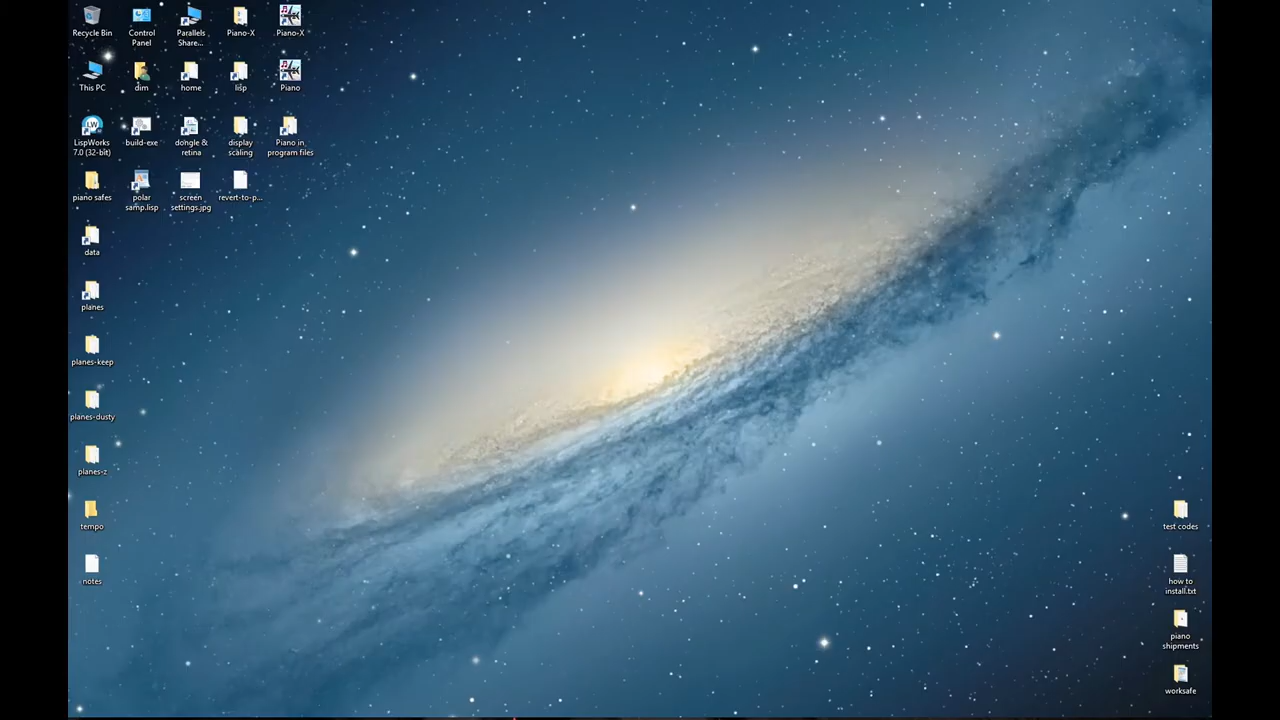 Recycle Bin
Control
Panel
Parallels
Share...
Piano-X
Piano-X
This PC
dim
home
lisp
Piano
LW
LispWorks
7.0 (32-bit)
build-exe
dongle &
retina
display
scaling
Piano in
program files
piano safes
polar
samp.lisp
screen
settings.jpg
revert-to-p...
data
planes
planes-keep
planes-dusty
planes-z
tempo
notes
test codes
how to
install.txt
piano
shipments
worksafe